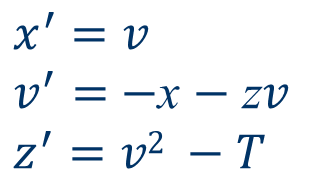 x′ = v
v′ = −x − zv
z′ = v² − T